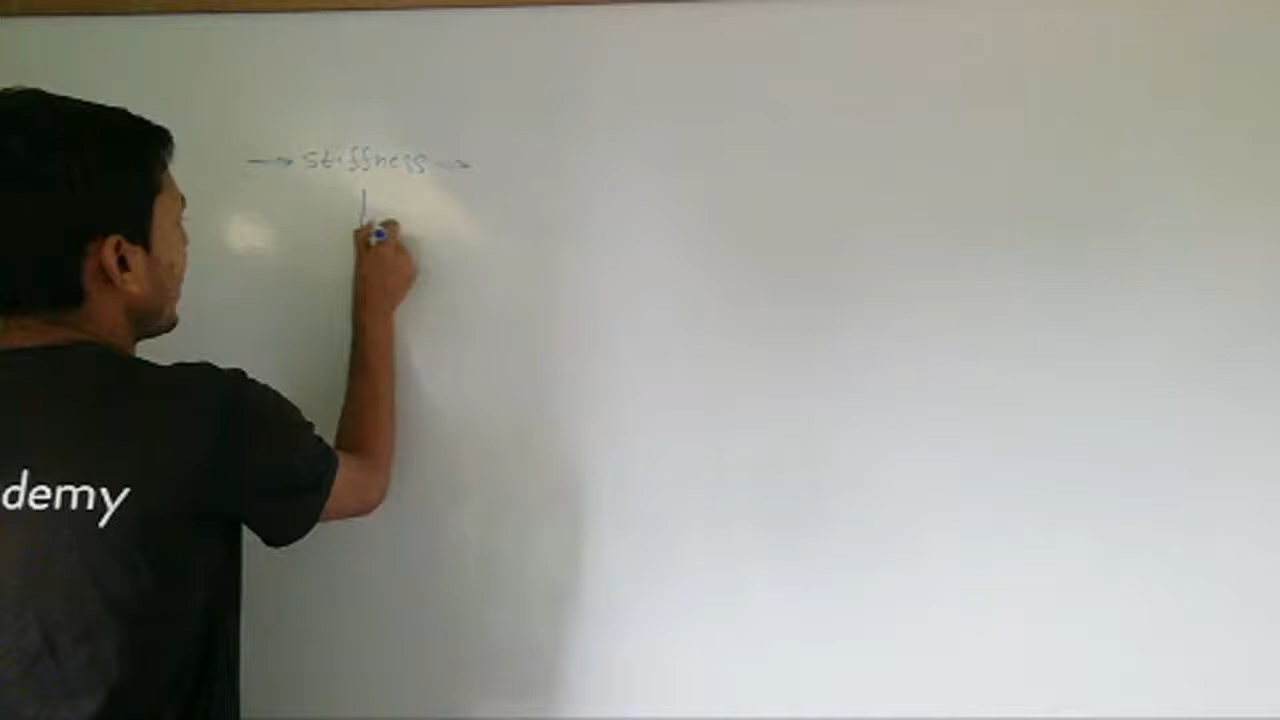 → stiffness →
demy